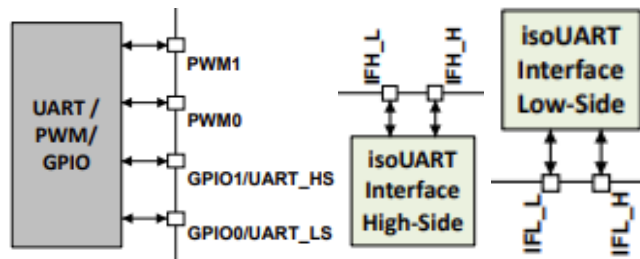 UART /
PWM/
GPIO
PWM1
PWM0
GPIO1/UART_HS
GPIO0/UART_LS
IFH_L
IFH_H
isoUART
Interface
High-Side
isoUART
Interface
Low-Side
IFL_L
IFL_H